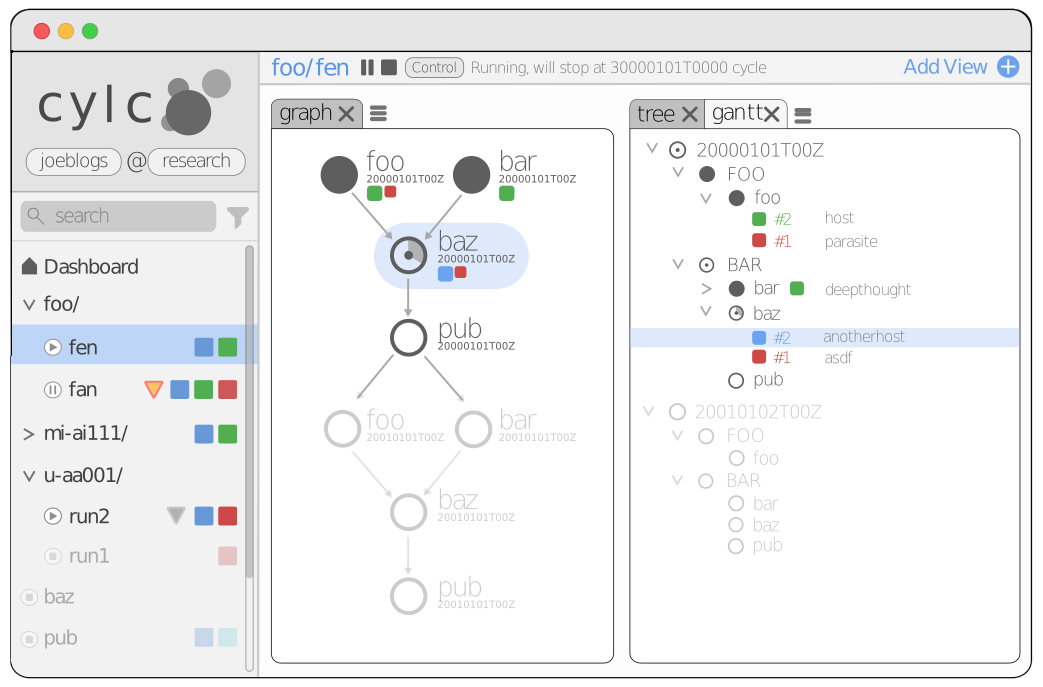 cylc
joeblogs @ research
search
Dashboard
foo/
fen
fan
mi-ai111/
u-aa001/
run2
run1
baz
pub
foo/fen Control Running, will stop at 30000101T0000 cycle Add View
graph
foo
20000101T00Z
bar
20000101T00Z
baz
20000101T00Z
pub
20000101T00Z
foo
20010101T00Z
bar
20010101T00Z
baz
20010101T00Z
pub
20010101T00Z
tree gantt
20000101T00Z
FOO
foo
#2 host
#1 parasite
BAR
bar deepthought
baz
#2 anotherhost
#1 asdf
pub
20010102T00Z
FOO
foo
BAR
bar
baz
pub